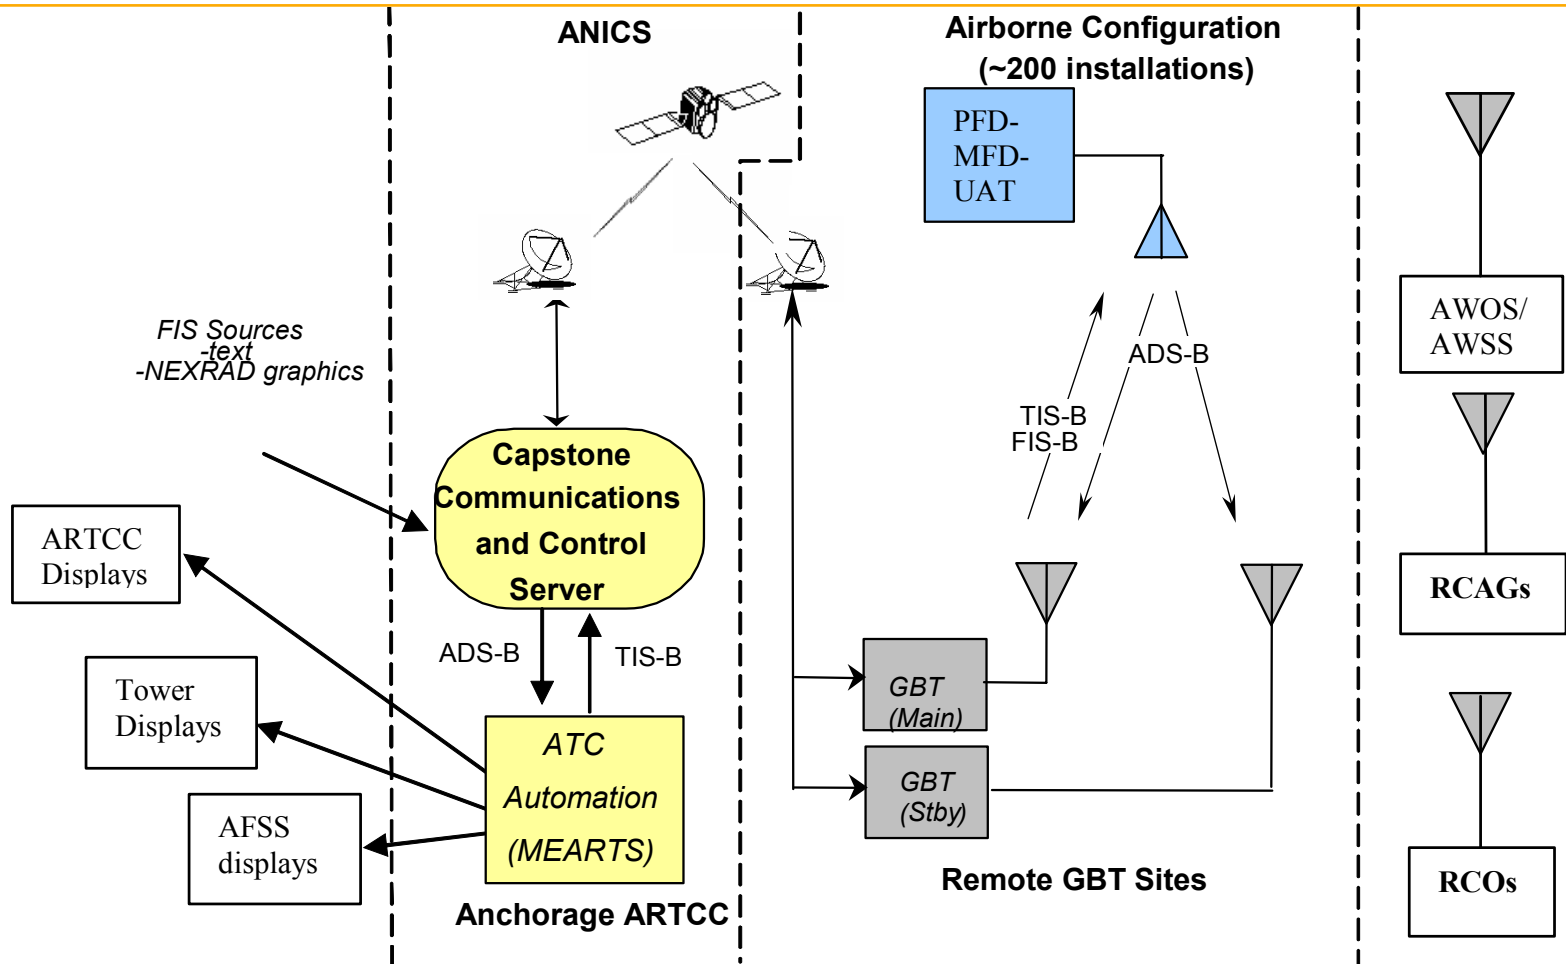 ANICS
Airborne Configuration
(~200 installations)
PFD-
MFD-
UAT
AWOS/
AWSS
FIS Sources
-text
-NEXRAD graphics
ADS-B
TIS-B
FIS-B
Capstone
Communications
and Control
Server
ARTCC
Displays
RCAGs
ADS-B
TIS-B
Tower
Displays
GBT
(Main)
ATC
Automation
(MEARTS)
GBT
(Stby)
AFSS
displays
Remote GBT Sites
RCOs
Anchorage ARTCC